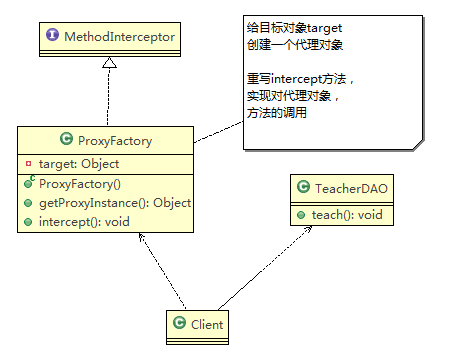 MethodInterceptor
给目标对象target
创建一个代理对象
重写intercept方法，
实现对代理对象，
方法的调用
ProxyFactory
target: Object
ProxyFactory()
getProxyInstance(): Object
intercept(): void
TeacherDAO
teach(): void
Client